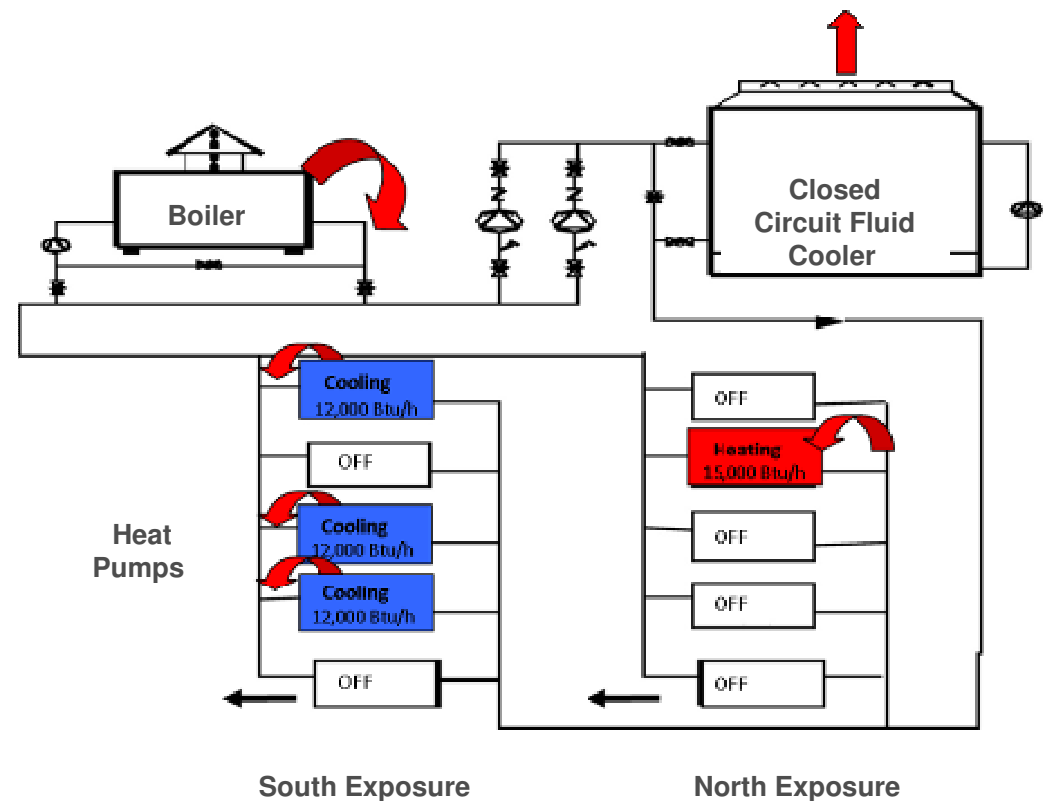 Boiler
Closed
Circuit Fluid
Cooler
Cooling
12,000 Btu/h
OFF
Cooling
12,000 Btu/h
Cooling
12,000 Btu/h
OFF
Heat
Pumps
OFF
Heating
15,000 Btu/h
OFF
OFF
OFF
South Exposure
North Exposure